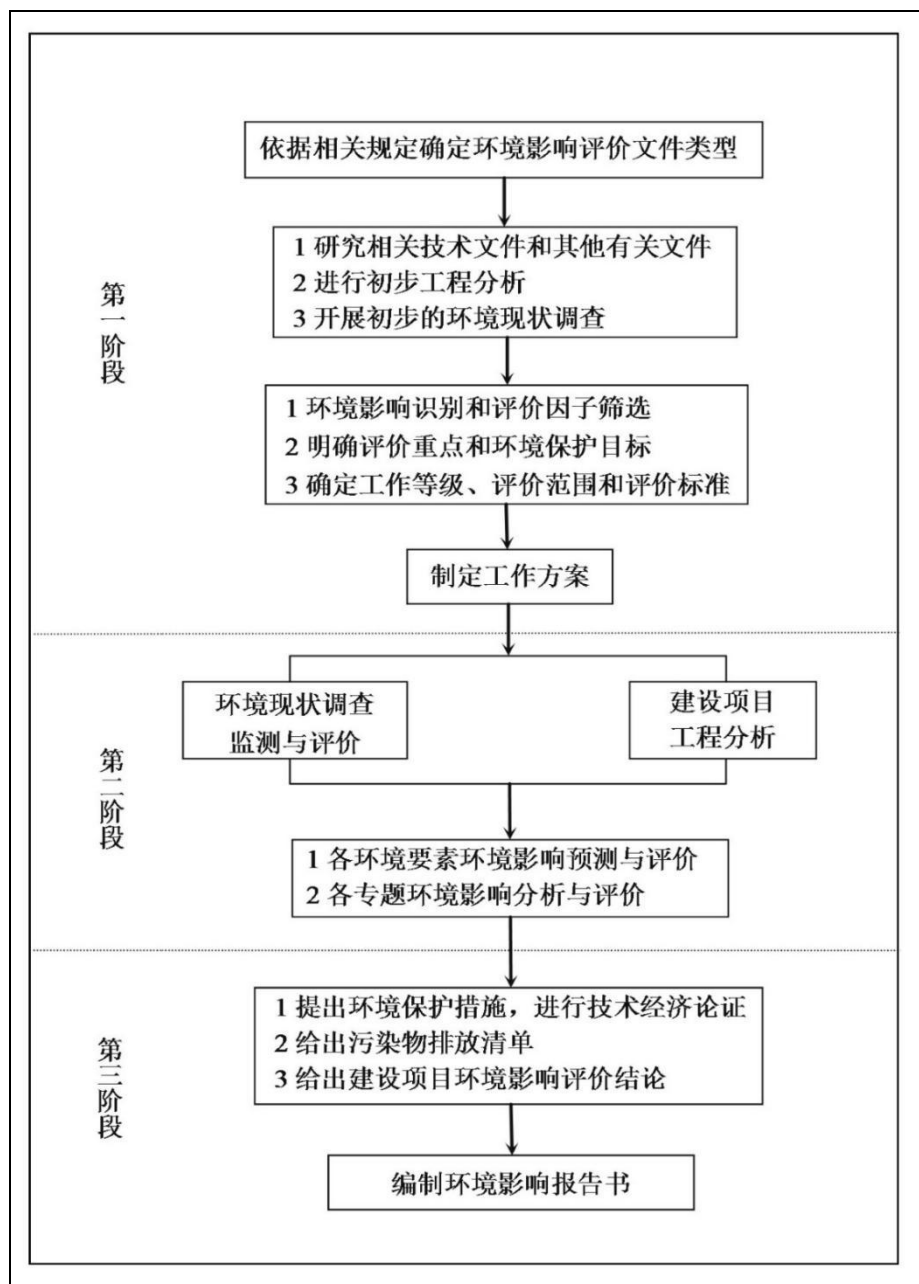 依据相关规定确定环境影响评价文件类型
1 研究相关技术文件和其他有关文件
2 进行初步工程分析
3 开展初步的环境现状调查
第一阶段
1 环境影响识别和评价因子筛选
2 明确评价重点和环境保护目标
3 确定工作等级、评价范围和评价标准
制定工作方案
第二阶段
环境现状调查
监测与评价
建设项目
工程分析
1 各环境要素环境影响预测与评价
2 各专题环境影响分析与评价
第三阶段
1 提出环境保护措施，进行技术经济论证
2 给出污染物排放清单
3 给出建设项目环境影响评价结论
编制环境影响报告书